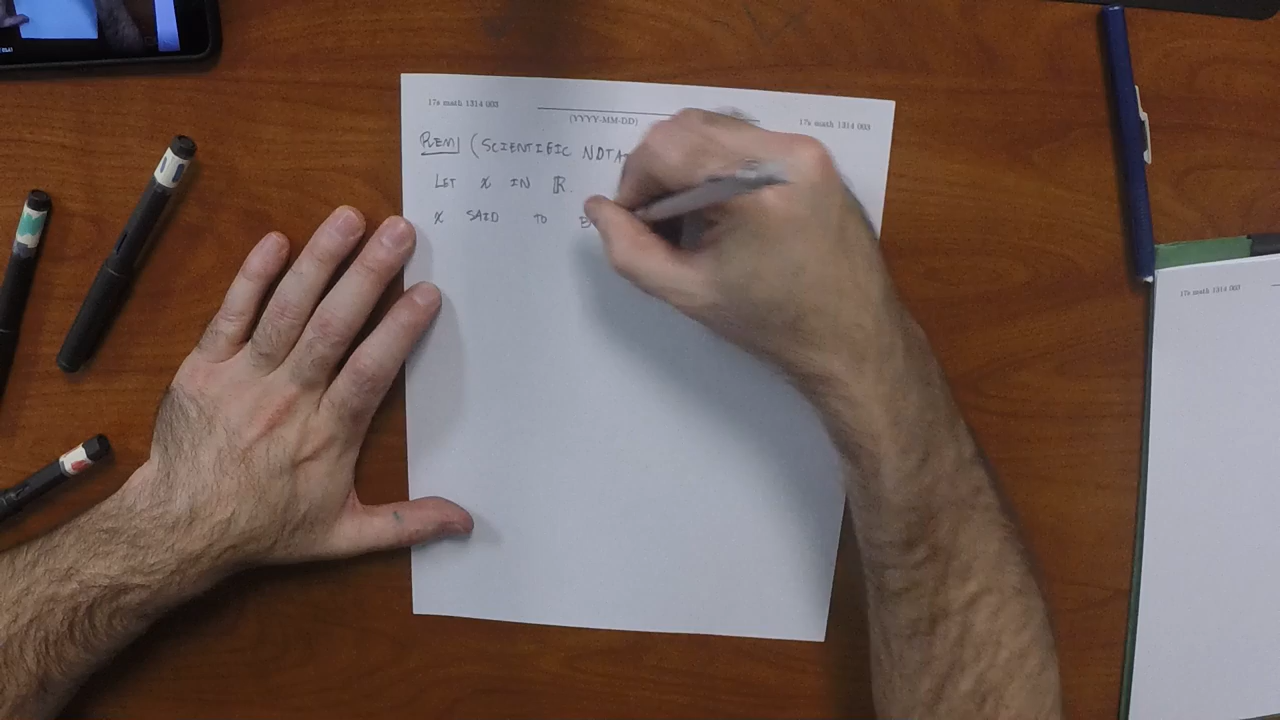 17s math 1314 003
(YYYY-MM-DD)
17s math 1314 003
REM (SCIENTIFIC NOTA
LET x IN ℝ.
x SAID TO B
17s math 1314 003